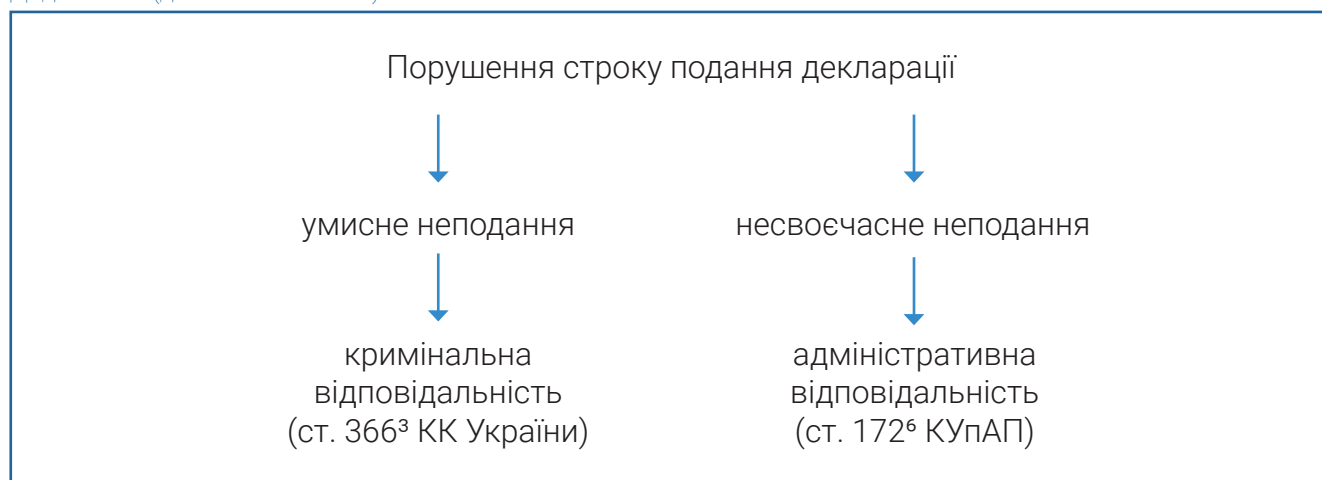 Порушення строку подання декларації
умисне неподання
несвоєчасне неподання
кримінальна
відповідальність
(ст. 366³ КК України)
адміністративна
відповідальність
(ст. 172⁶ КУпАП)